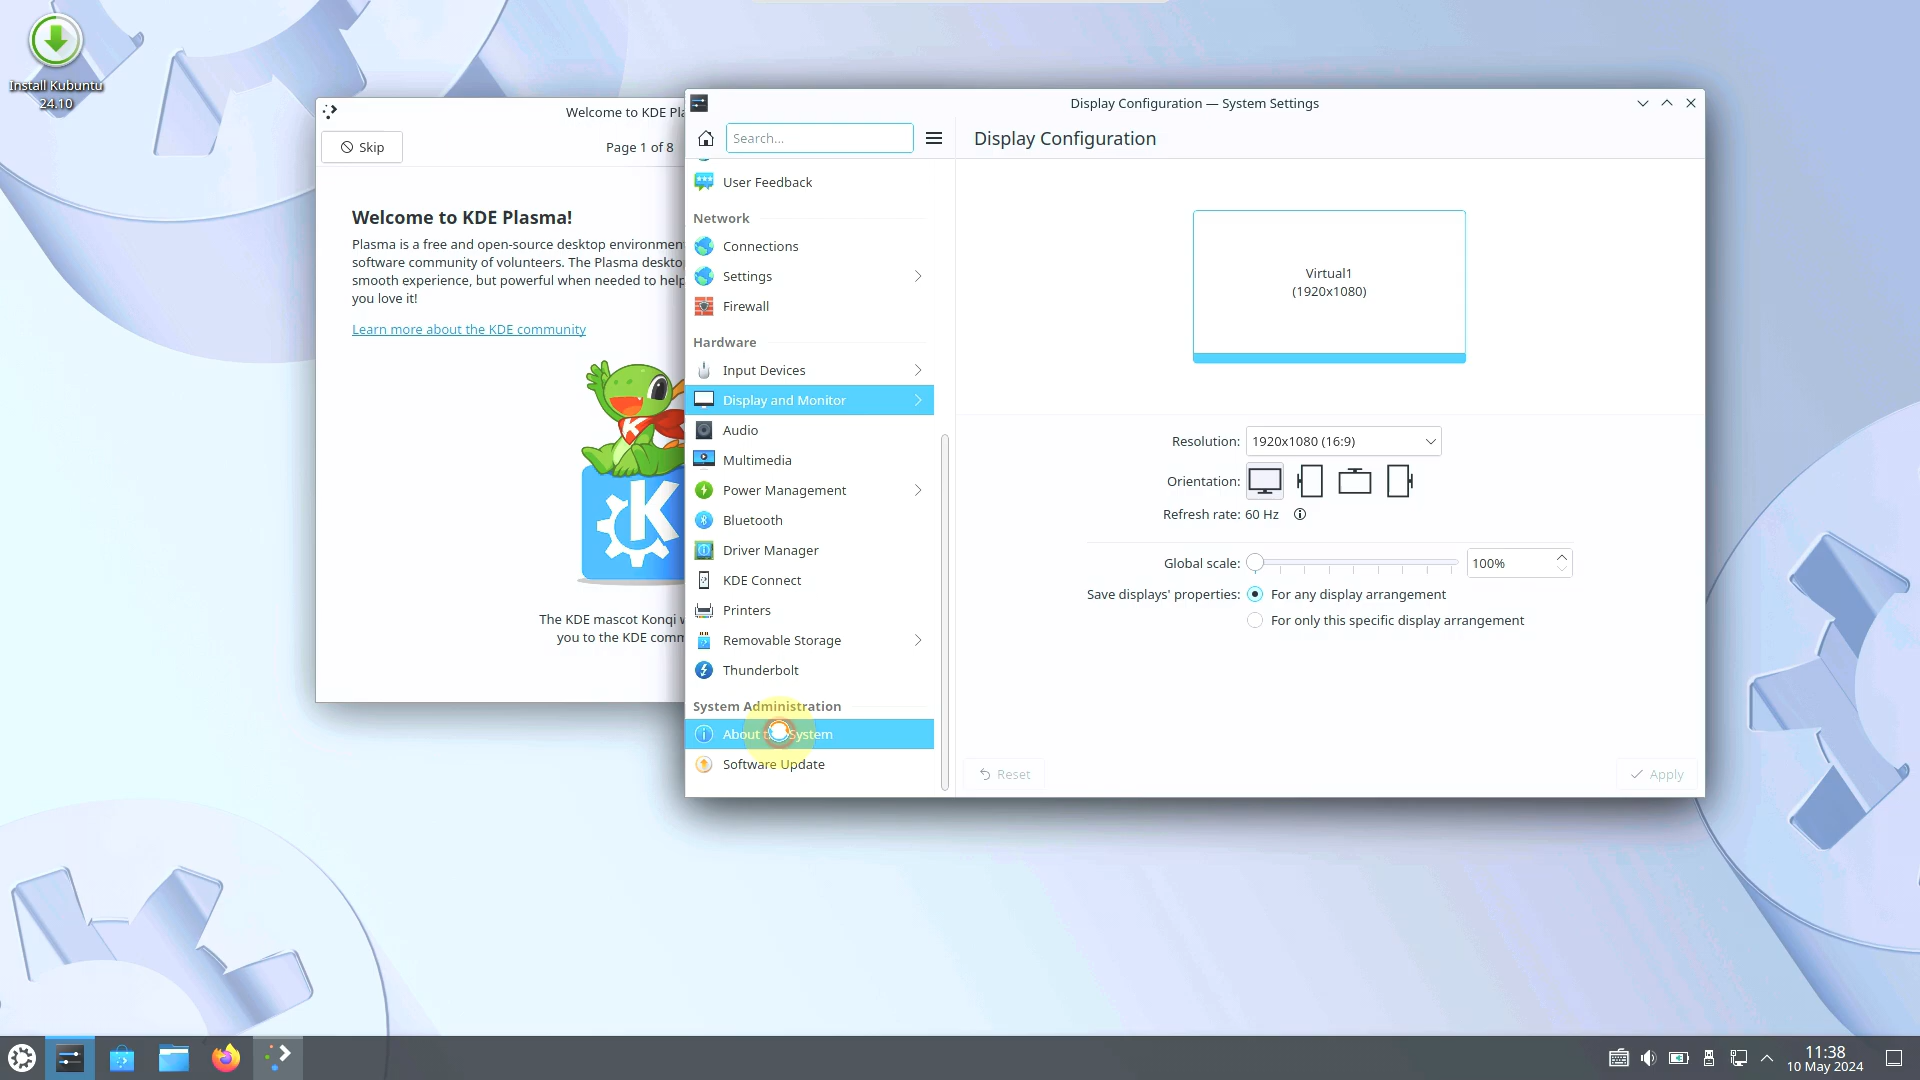 Install Kubuntu
24.10
Welcome to KDE Pla
Skip
Page 1 of 8
Welcome to KDE Plasma!
Plasma is a free and open-source desktop environmen
software community of volunteers. The Plasma deskto
smooth experience, but powerful when needed to help
you love it!
Learn more about the KDE community
The KDE mascot Konqi w
you to the KDE comm
Display Configuration — System Settings
Search...
Display Configuration
User Feedback
Network
Connections
Settings
Firewall
Hardware
Input Devices
Display and Monitor
Audio
Multimedia
Power Management
Bluetooth
Driver Manager
KDE Connect
Printers
Removable Storage
Thunderbolt
System Administration
About System
Software Update
Virtual1
(1920x1080)
Resolution: 1920x1080 (16:9)
Orientation:
Refresh rate: 60 Hz
Global scale: 100%
Save displays' properties: For any display arrangement
For only this specific display arrangement
Reset
Apply
11:38
10 May 2024